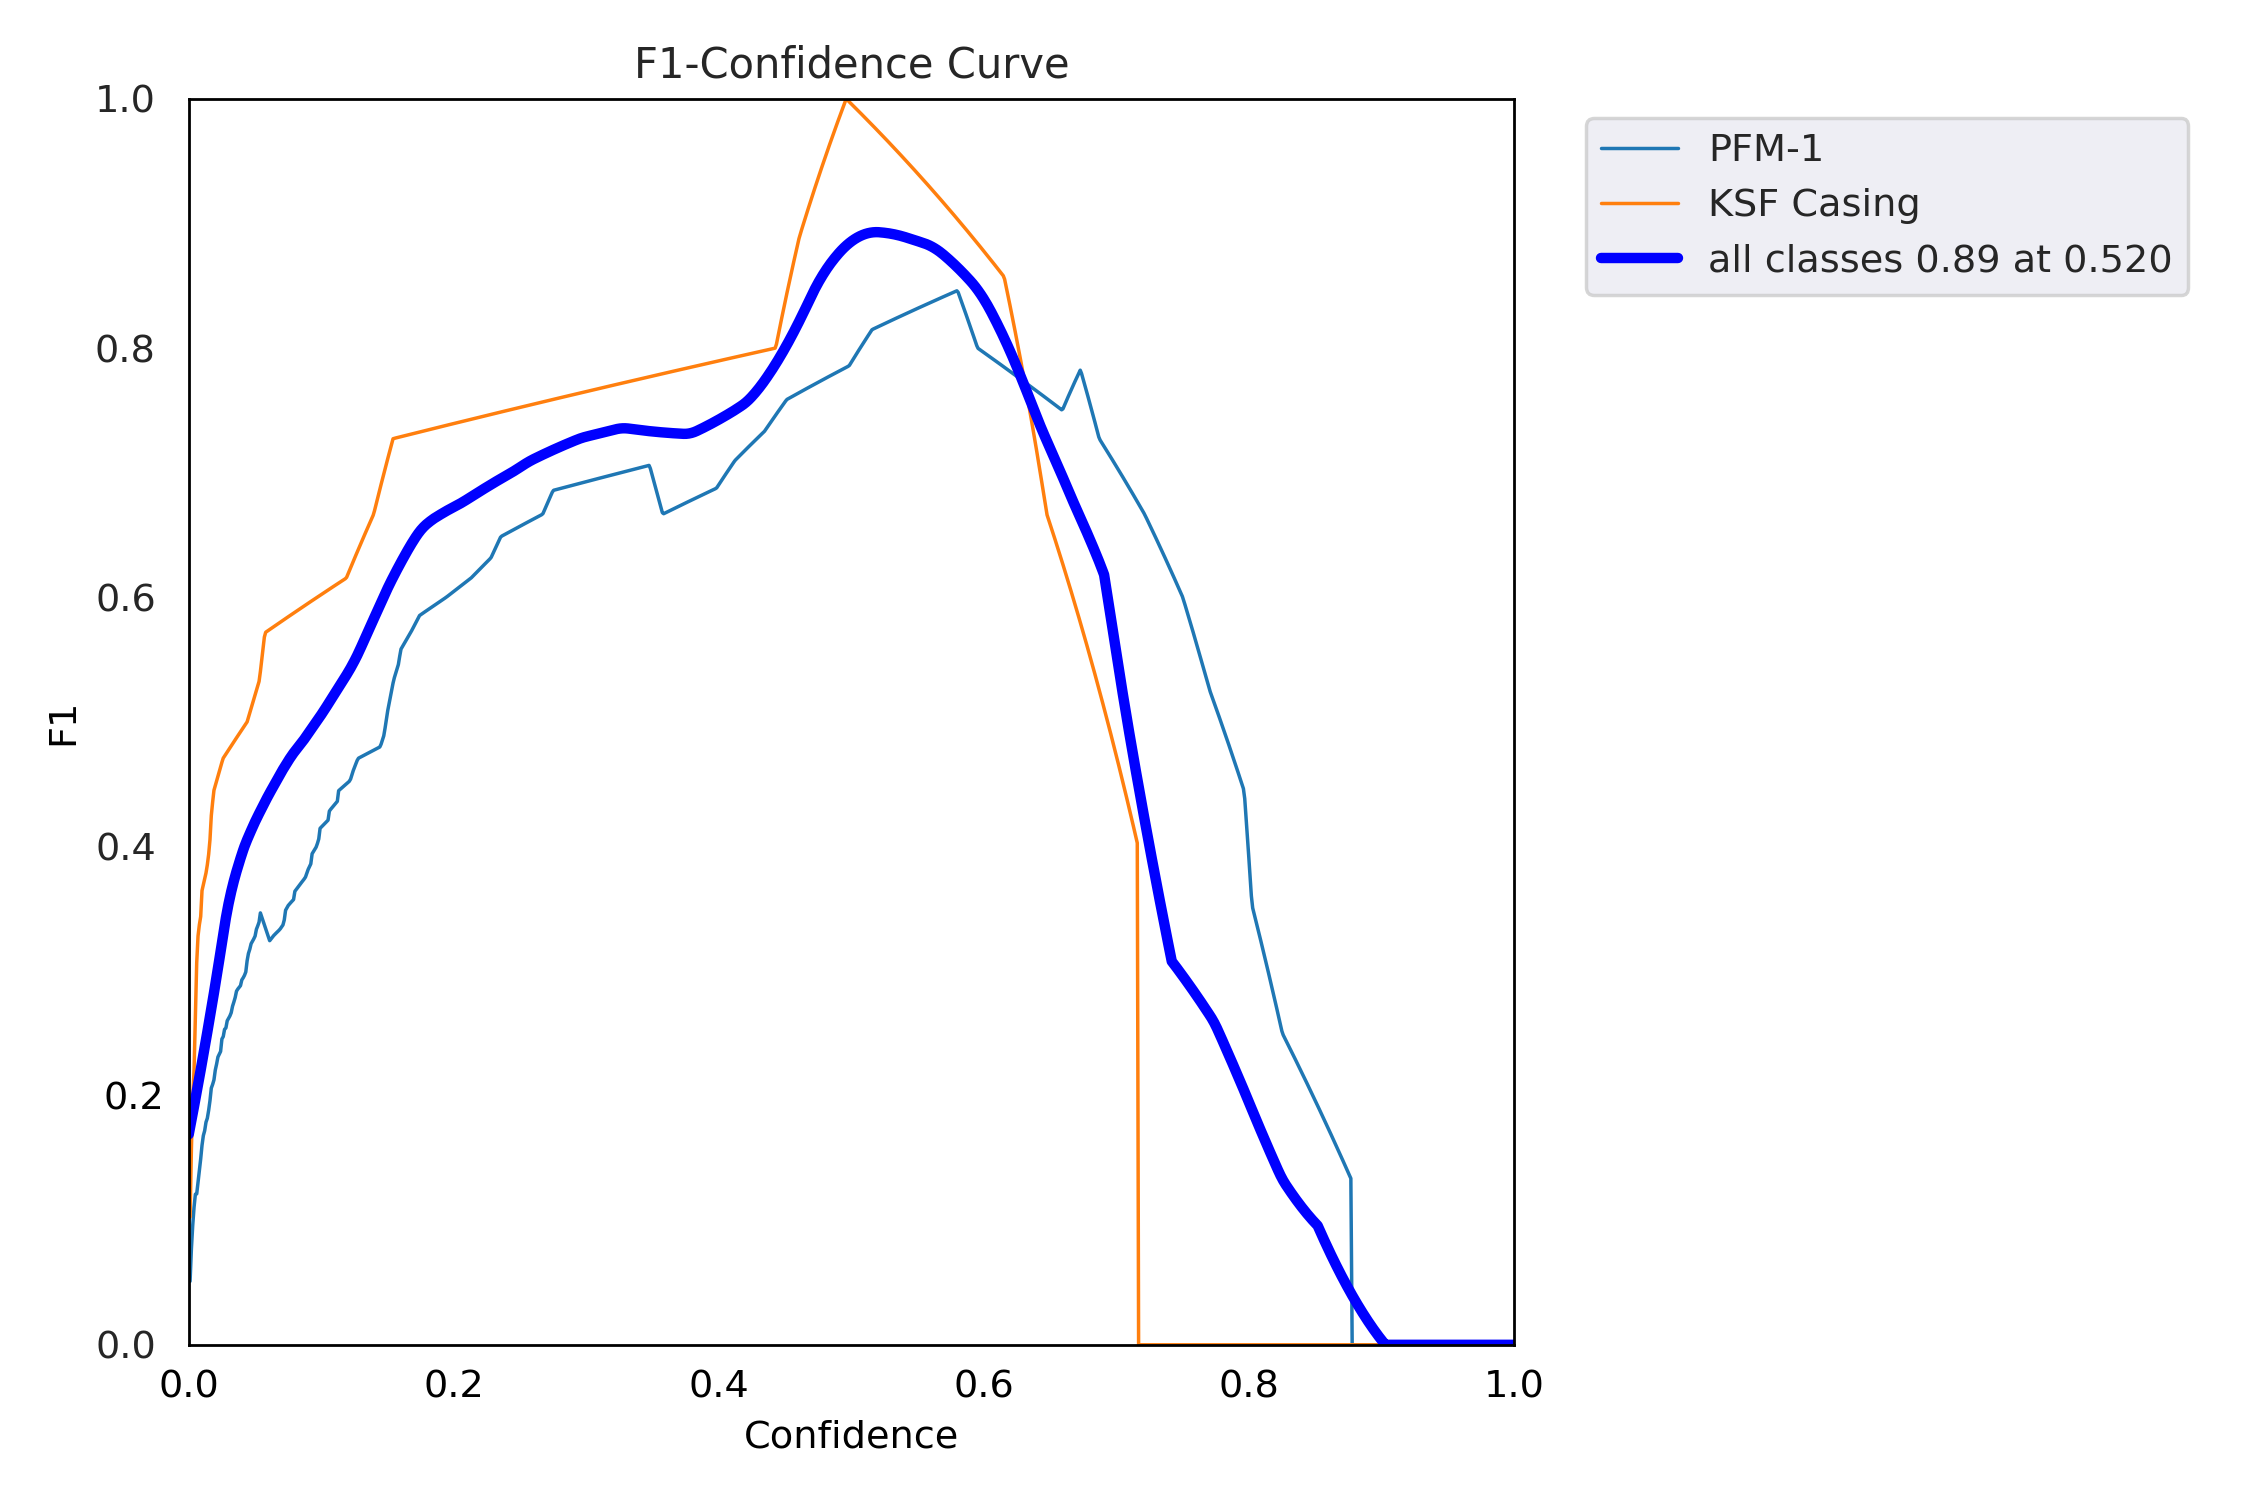 F1-Confidence Curve
1.0
0.8
0.6
0.4
0.2
0.0
F1
0.0 0.2 0.4 0.6 0.8 1.0
Confidence
PFM-1
KSF Casing
all classes 0.89 at 0.520